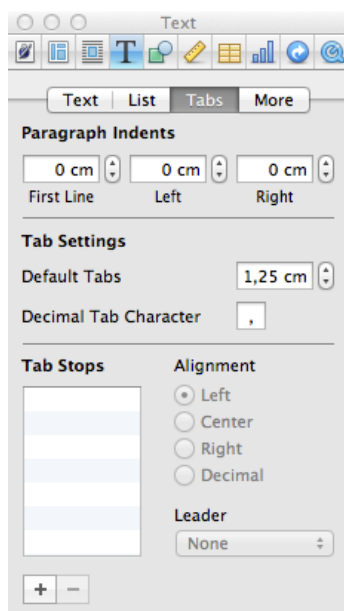 Text
T
Text List Tabs More
Paragraph Indents
0 cm 0 cm 0 cm
First Line Left Right
Tab Settings
Default Tabs 1,25 cm
Decimal Tab Character ,
Tab Stops Alignment
Left
Center
Right
Decimal
Leader
None
+ −